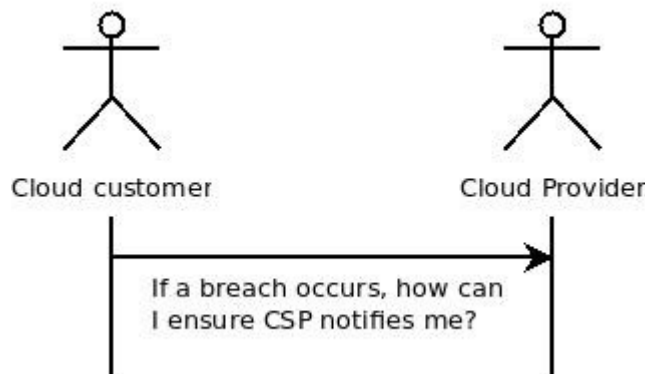 Cloud customer
Cloud Provider
If a breach occurs, how can
I ensure CSP notifies me?